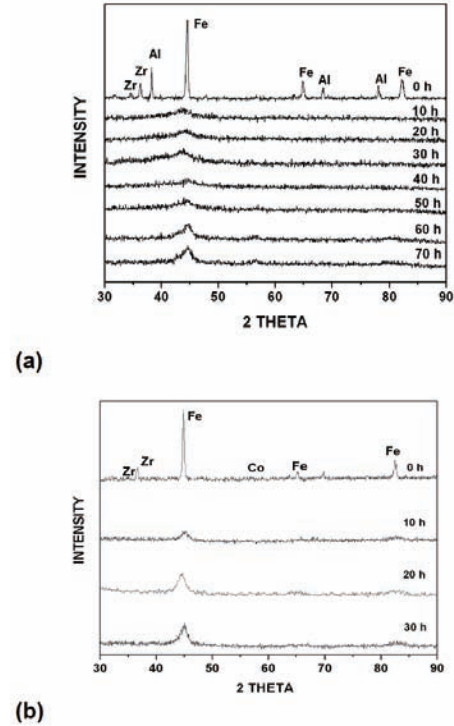 Fe
Zr Zr Al Fe Al Al Fe
0 h
10 h
20 h
30 h
40 h
50 h
60 h
70 h
INTENSITY
30 40 50 60 70 80 90
2 THETA
(a)
Fe
Zr Zr Co Fe Fe
0 h
10 h
20 h
30 h
INTENSITY
30 40 50 60 70 80 90
2 THETA
(b)